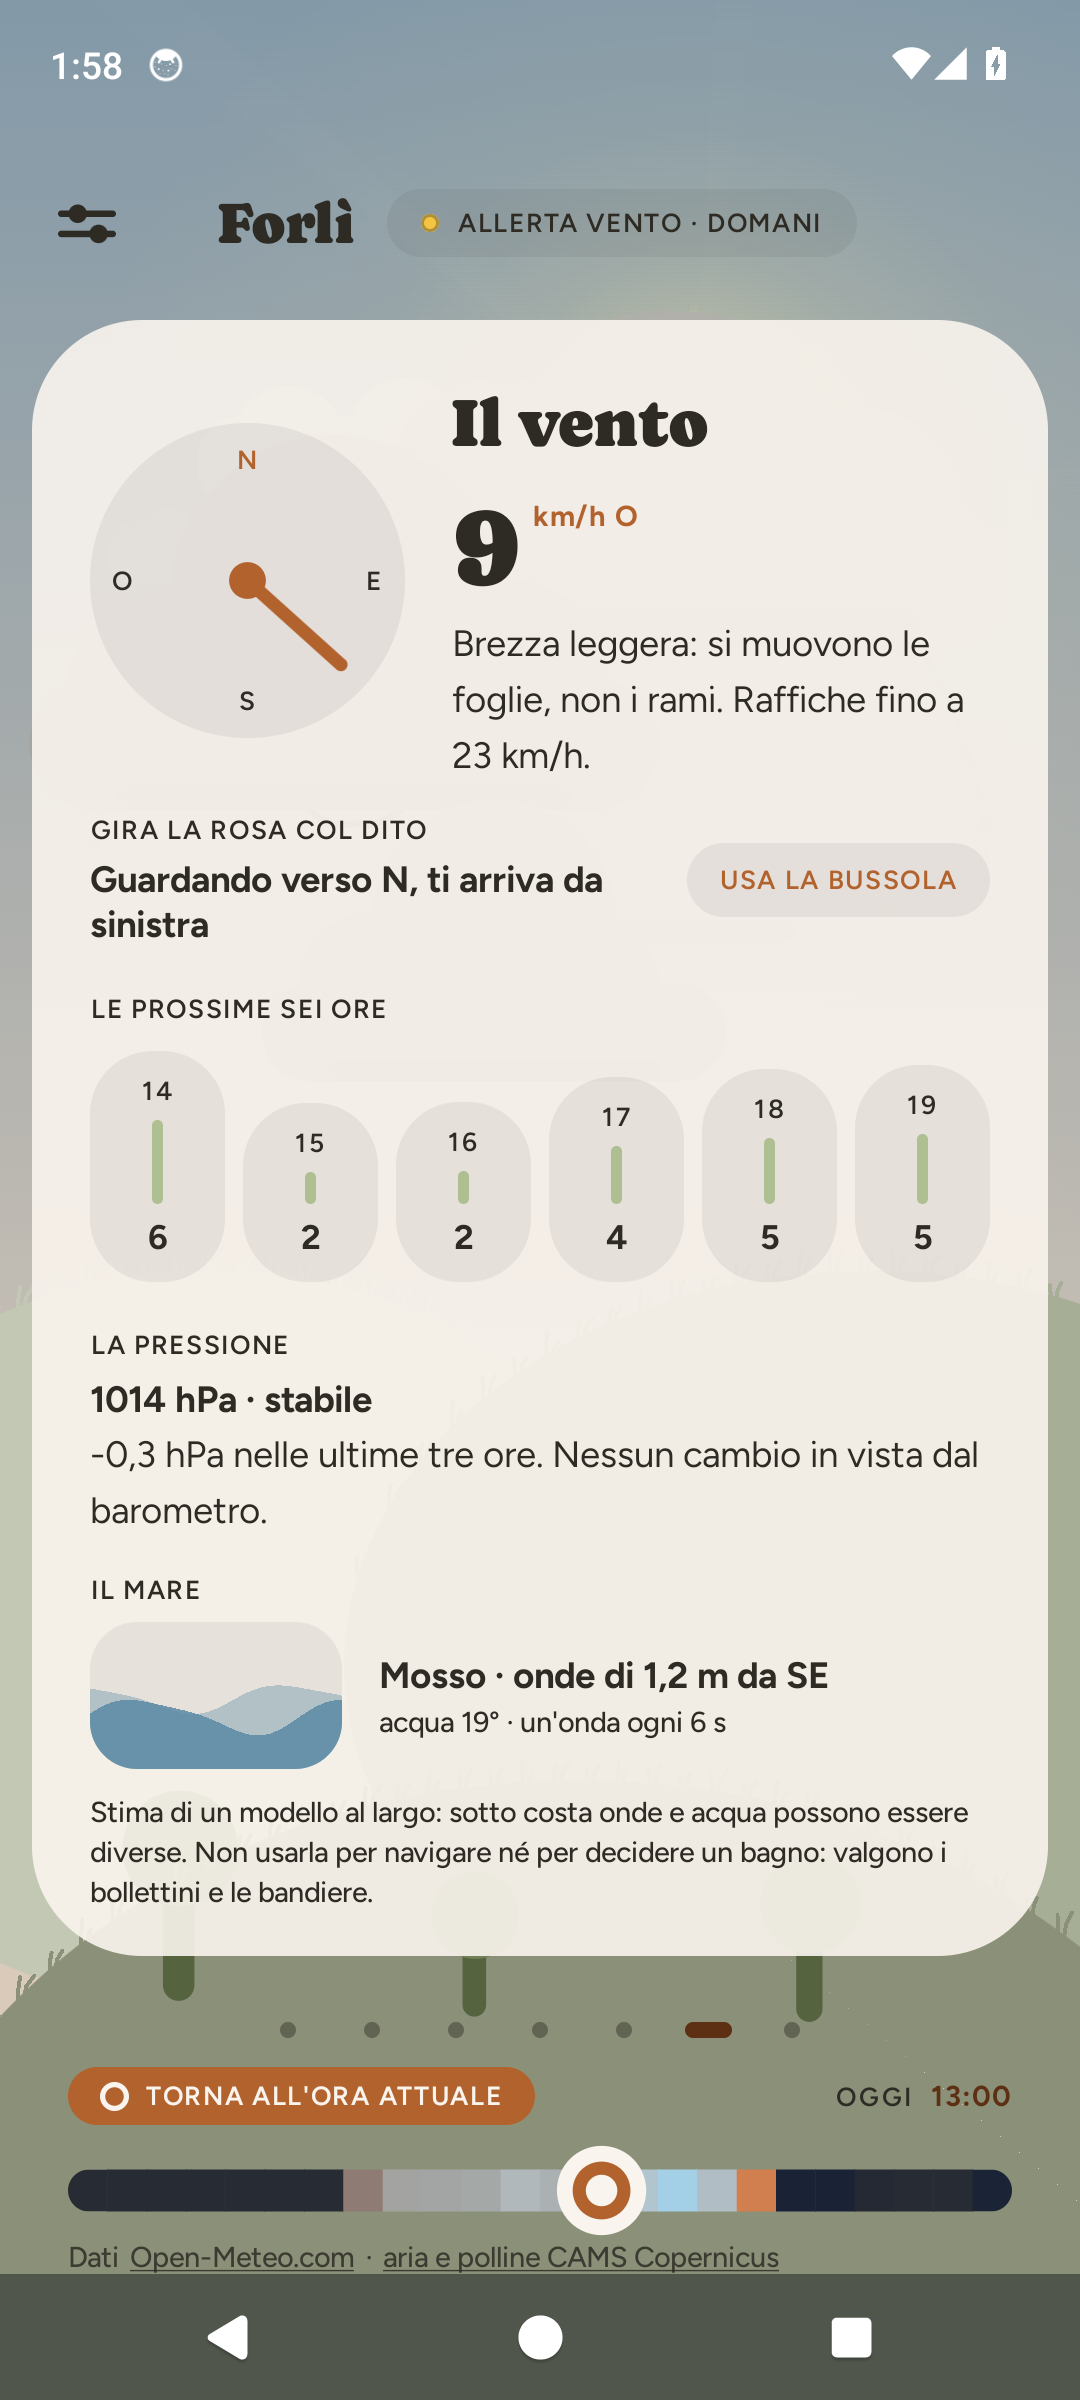 1:58
Forlì
ALLERTA VENTO · DOMANI
Il vento
N
O
E
S
9 km/h O
Brezza leggera: si muovono le
foglie, non i rami. Raffiche fino a
23 km/h.
GIRA LA ROSA COL DITO
Guardando verso N, ti arriva da
sinistra
USA LA BUSSOLA
LE PROSSIME SEI ORE
14 15 16 17 18 19
6 2 2 4 5 5
LA PRESSIONE
1014 hPa · stabile
-0,3 hPa nelle ultime tre ore. Nessun cambio in vista dal
barometro.
IL MARE
Mosso · onde di 1,2 m da SE
acqua 19° · un'onda ogni 6 s
Stima di un modello al largo: sotto costa onde e acqua possono essere
diverse. Non usarla per navigare né per decidere un bagno: valgono i
bollettini e le bandiere.
TORNA ALL'ORA ATTUALE
OGGI 13:00
Dati Open-Meteo.com · aria e polline CAMS Copernicus